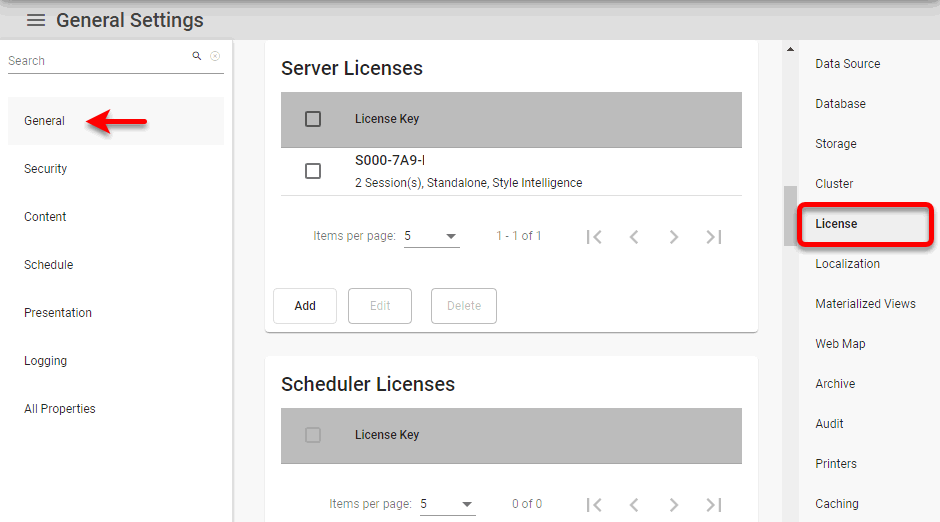 General Settings
Search
General
Security
Content
Schedule
Presentation
Logging
All Properties
Server Licenses
License Key
S000-7A9-
2 Session(s), Standalone, Style Intelligence
Items per page: 5 1 - 1 of 1
Add Edit Delete
Scheduler Licenses
License Key
Items per page: 5 0 of 0
Data Source
Database
Storage
Cluster
License
Localization
Materialized Views
Web Map
Archive
Audit
Printers
Caching